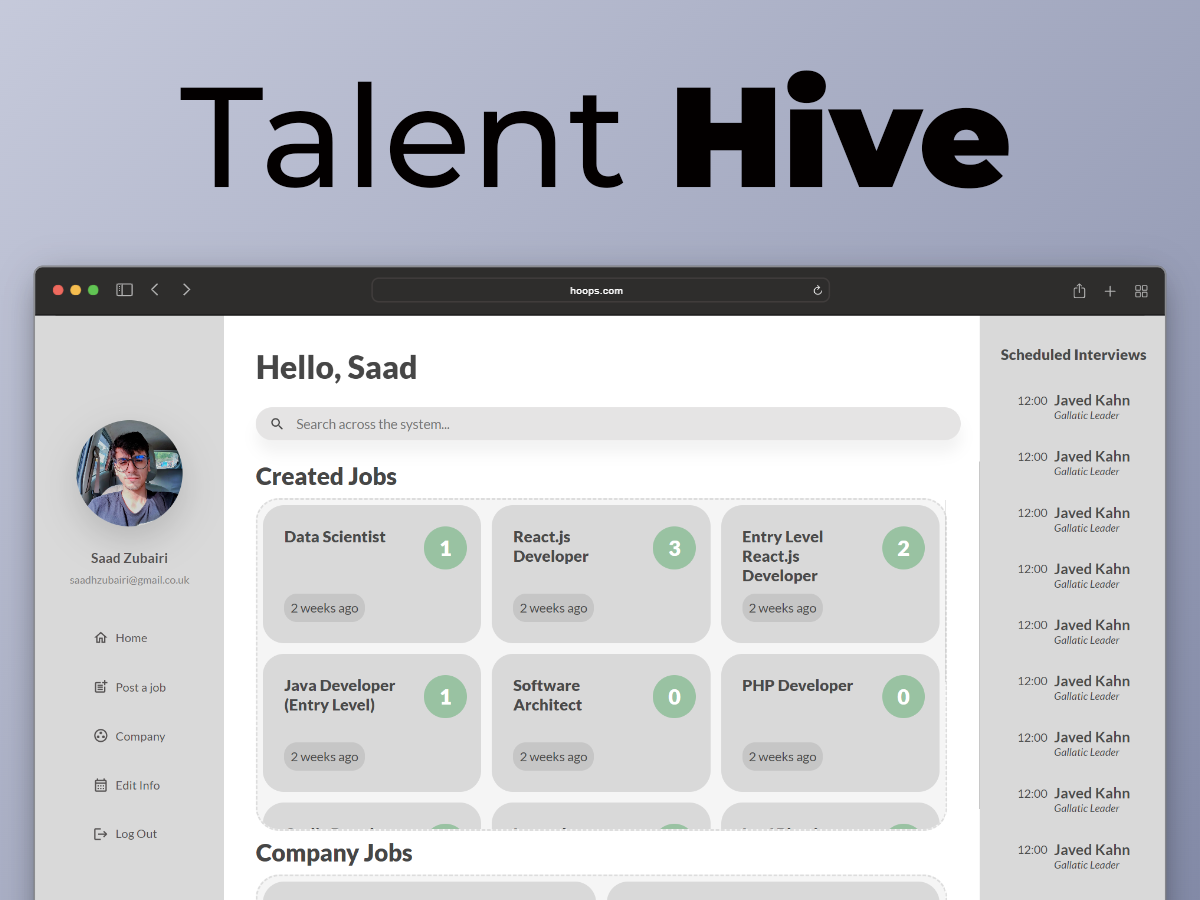 Talent Hive
hoops.com
Saad Zubairi
saadhzubairi@gmail.co.uk
Home
Post a job
Company
Edit Info
Log Out
Hello, Saad
Search across the system...
Created Jobs
Data Scientist
1
2 weeks ago
React.js
Developer
3
2 weeks ago
Entry Level
React.js
Developer
2
2 weeks ago
Java Developer
(Entry Level)
1
2 weeks ago
Software
Architect
0
2 weeks ago
PHP Developer
0
2 weeks ago
Company Jobs
Scheduled Interviews
12:00 Javed Kahn
Gallatic Leader
12:00 Javed Kahn
Gallatic Leader
12:00 Javed Kahn
Gallatic Leader
12:00 Javed Kahn
Gallatic Leader
12:00 Javed Kahn
Gallatic Leader
12:00 Javed Kahn
Gallatic Leader
12:00 Javed Kahn
Gallatic Leader
12:00 Javed Kahn
Gallatic Leader
12:00 Javed Kahn
Gallatic Leader